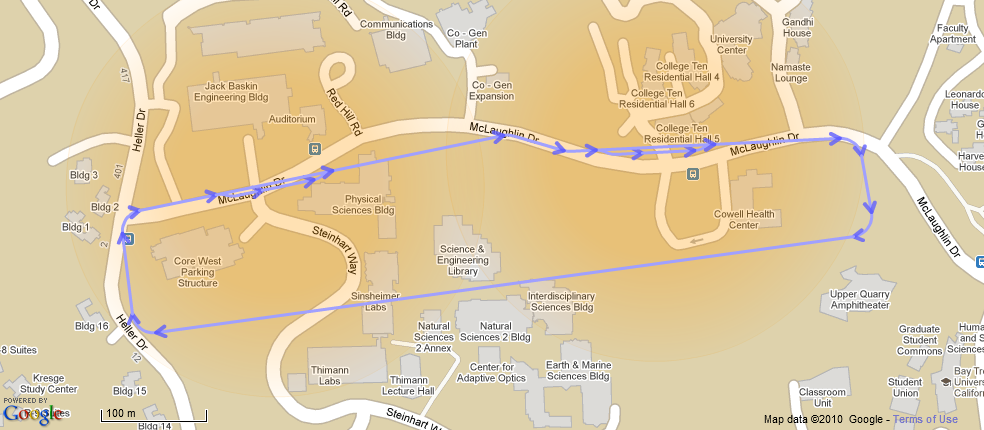 Dr
Red Hill Rd
Communications
Bldg
Co - Gen
Plant
University
Center
Gandhi
House
Faculty
Apartment
417
Heller Dr
Jack Baskin
Engineering Bldg
Auditorium
Co - Gen
Expansion
College Ten
Residential Hall 4
Namaste
Lounge
College Ten
Residential Hall 6
College Ten
Residential Hall 5
McLaughlin Dr
McLaughlin Dr
Leonardo
House
Harve
House
Bldg 3
401
Bldg 2
McLaughlin Dr
Physical
Sciences Bldg
Bldg 1
2
Cowell Health
Center
McLaughlin Dr
Steinhart Way
Science &
Engineering
Library
Core West
Parking
Structure
Sinsheimer
Labs
Interdisciplinary
Sciences Bldg
Upper Quarry
Amphitheater
Bldg 16
Heller Dr
12
Natural
Sciences
2 Annex
Natural
Sciences 2 Bldg
Graduate
Student
Commons
Huma
and S
Scienc
-8 Suites
Kresge
Study Center
Bldg 15
Thimann
Labs
Thimann
Lecture Hall
Center for
Adaptive Optics
Earth & Marine
Sciences Bldg
Classroom
Unit
Student
Union
Bay Tre
Univers
Californi
POWERED BY
Google
100 m
Bldg 14
Steinhart W
Map data ©2010 Google - Terms of Use